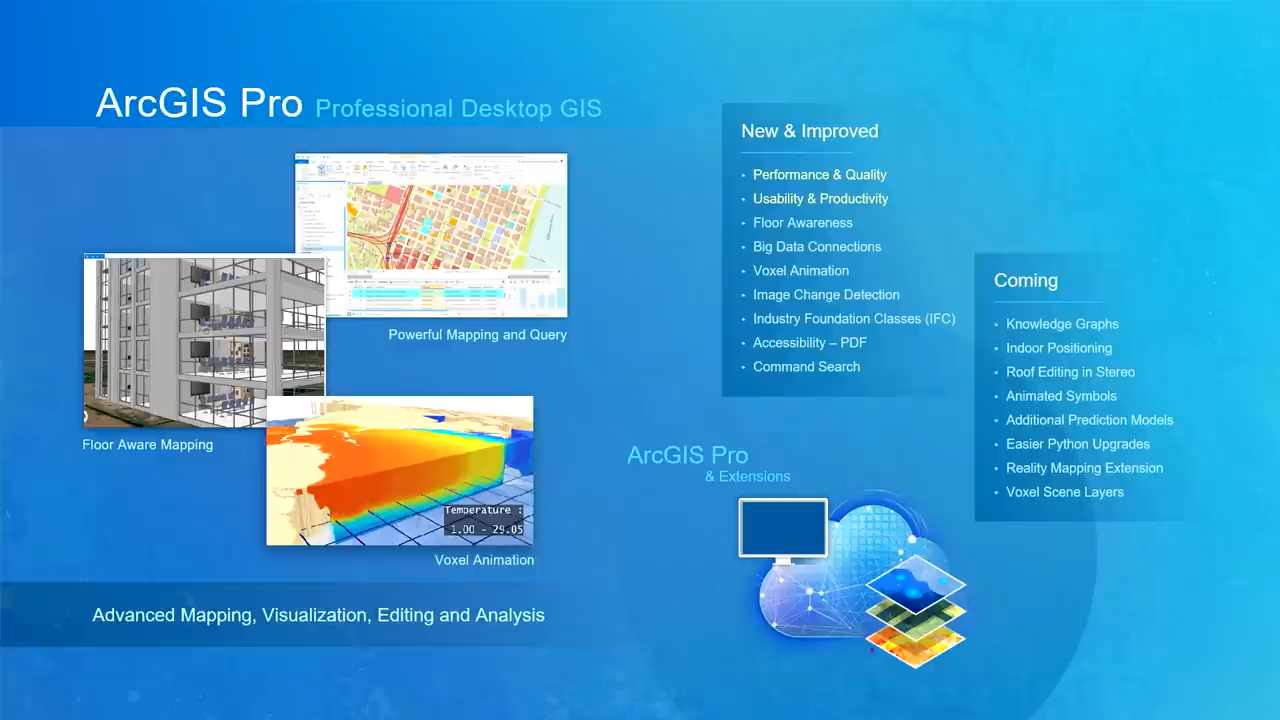 ArcGIS Pro Professional Desktop GIS
Powerful Mapping and Query
Floor Aware Mapping
Temperature :
1.00 - 29.05
Voxel Animation
Advanced Mapping, Visualization, Editing and Analysis
New & Improved
• Performance & Quality
• Usability & Productivity
• Floor Awareness
• Big Data Connections
• Voxel Animation
• Image Change Detection
• Industry Foundation Classes (IFC)
• Accessibility – PDF
• Command Search
Coming
• Knowledge Graphs
• Indoor Positioning
• Roof Editing in Stereo
• Animated Symbols
• Additional Prediction Models
• Easier Python Upgrades
• Reality Mapping Extension
• Voxel Scene Layers
ArcGIS Pro
& Extensions